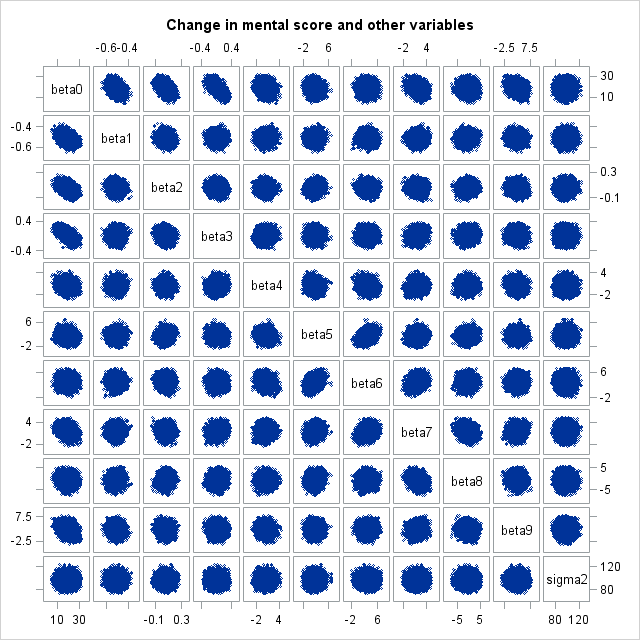 Change in mental score and other variables
-0.6 -0.4 -0.4 0.4 -2 6 -2 4 -2.5 7.5
beta0 30
10
-0.4
-0.6 beta1
beta2 0.3
-0.1
0.4
-0.4 beta3
beta4 4
-2
6
-2 beta5
beta6 6
-2
4
-2 beta7
beta8 5
-5
7.5
-2.5 beta9
sigma2 120
80
10 30 -0.1 0.3 -2 4 -2 6 -5 5 80 120